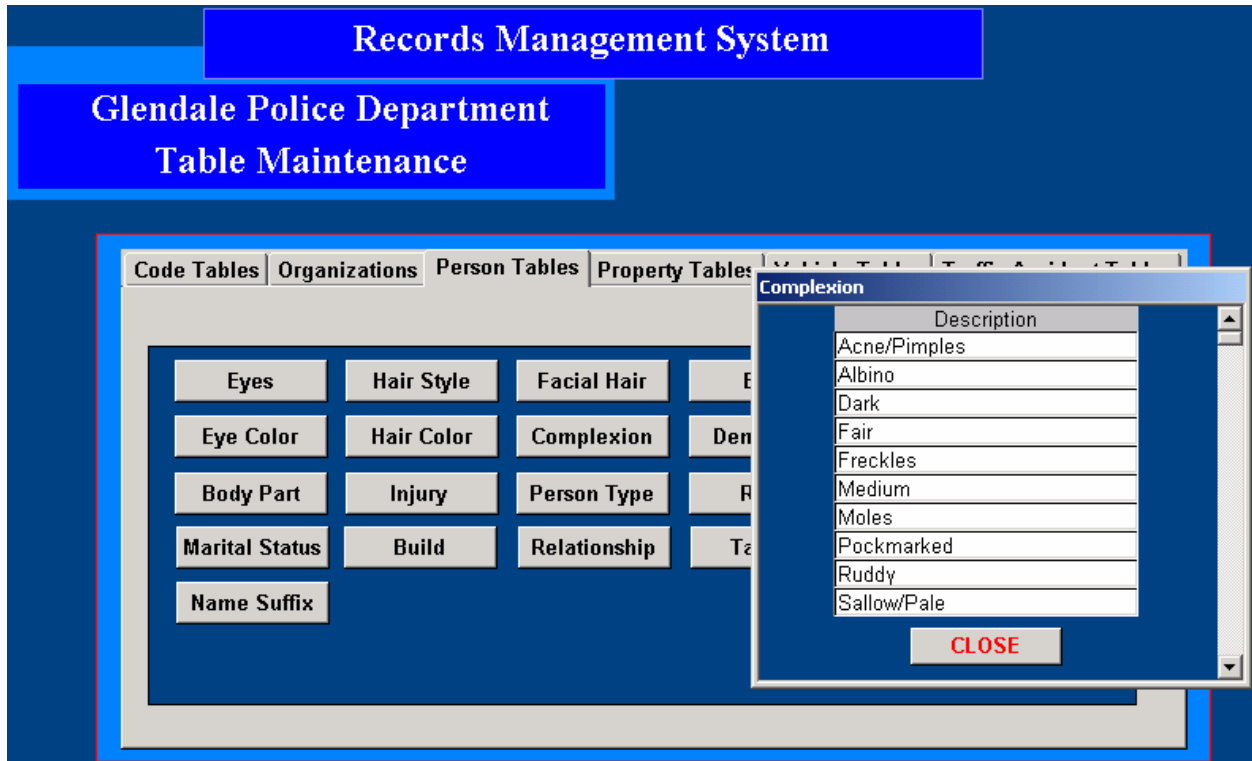 Records Management System
Glendale Police Department
Table Maintenance
Code Tables Organizations Person Tables Property Tables
Complexion
Description
Acne/Pimples
Albino
Dark
Fair
Freckles
Medium
Moles
Pockmarked
Ruddy
Sallow/Pale
CLOSE
Eyes Hair Style Facial Hair
Eye Color Hair Color Complexion
Body Part Injury Person Type
Marital Status Build Relationship
Name Suffix